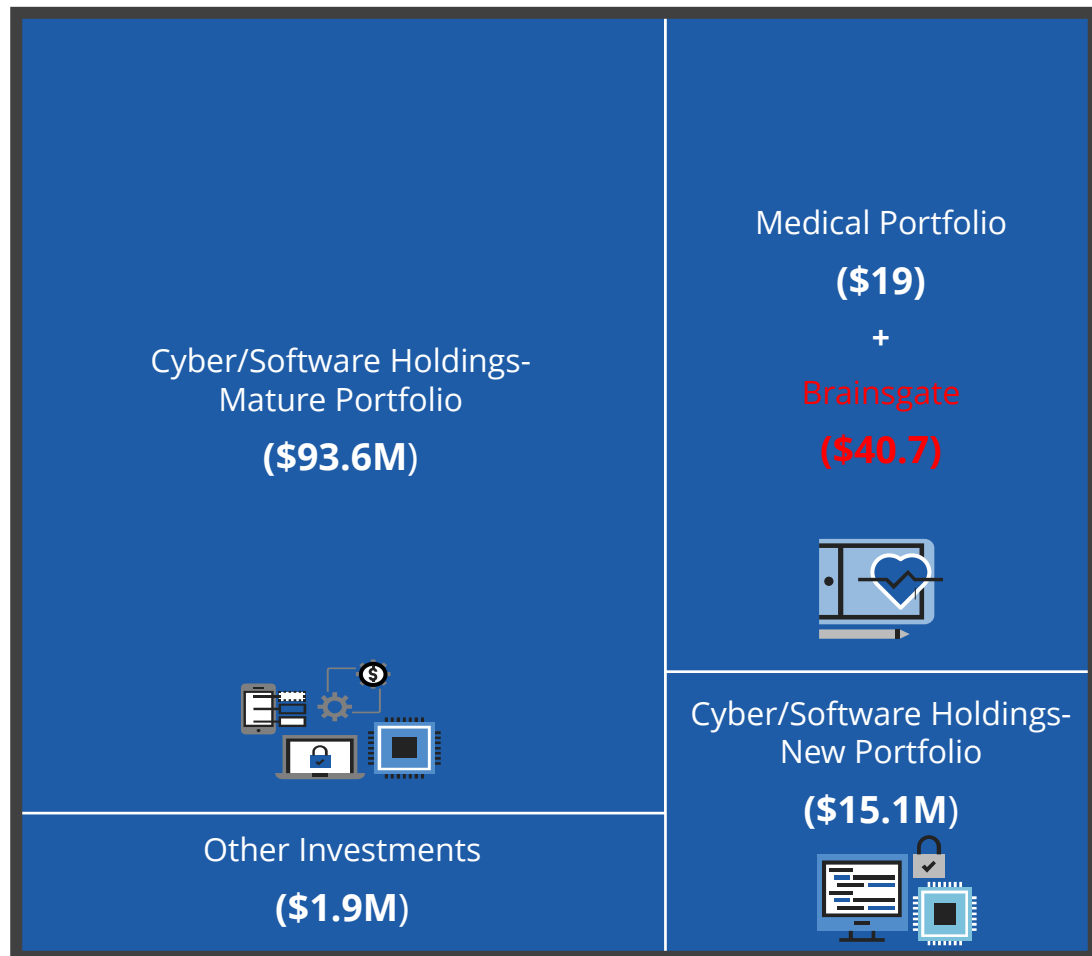 Cyber/Software Holdings-
Mature Portfolio
($93.6M)
Other Investments
($1.9M)
Medical Portfolio
($19)
+
Brainsgate
($40.7)
Cyber/Software Holdings-
New Portfolio
($15.1M)
$